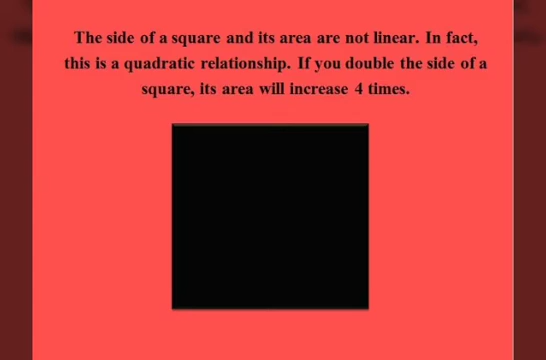 The side of a square and its area are not linear. In fact,
this is a quadratic relationship. If you double the side of a
square, its area will increase 4 times.